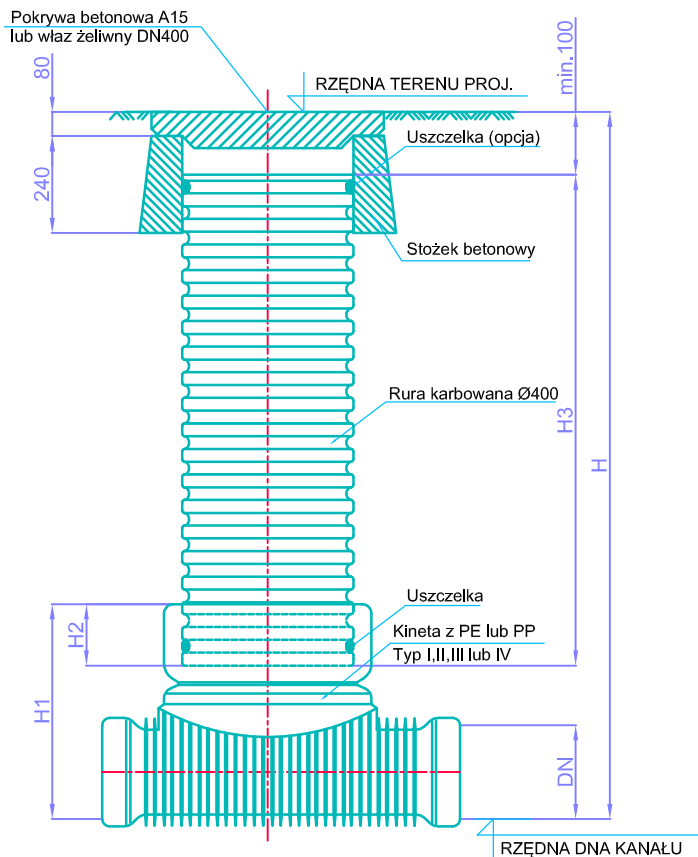 Pokrywa betonowa A15
lub właz żeliwny DN400
80
RZĘDNA TERENU PROJ.
min.100
Uszczelka (opcja)
240
Stożek betonowy
Rura karbowana Ø400
H3
H
Uszczelka
H2
Kineta z PE lub PP
Typ I,II,III lub IV
H1
DN
RZĘDNA DNA KANAŁU